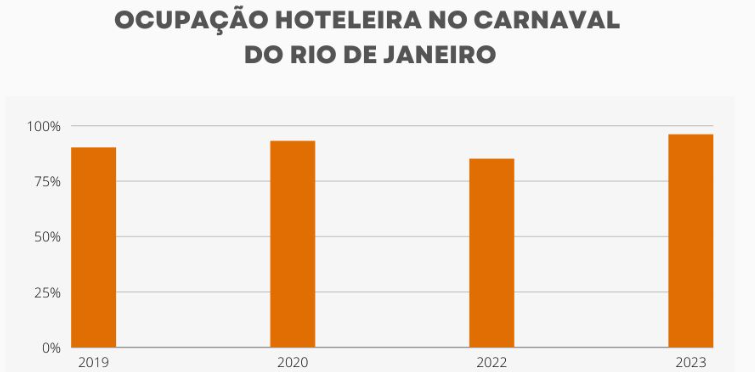 OCUPAÇÃO HOTELEIRA NO CARNAVAL
DO RIO DE JANEIRO
100%
75%
50%
25%
0%
2019 2020 2022 2023